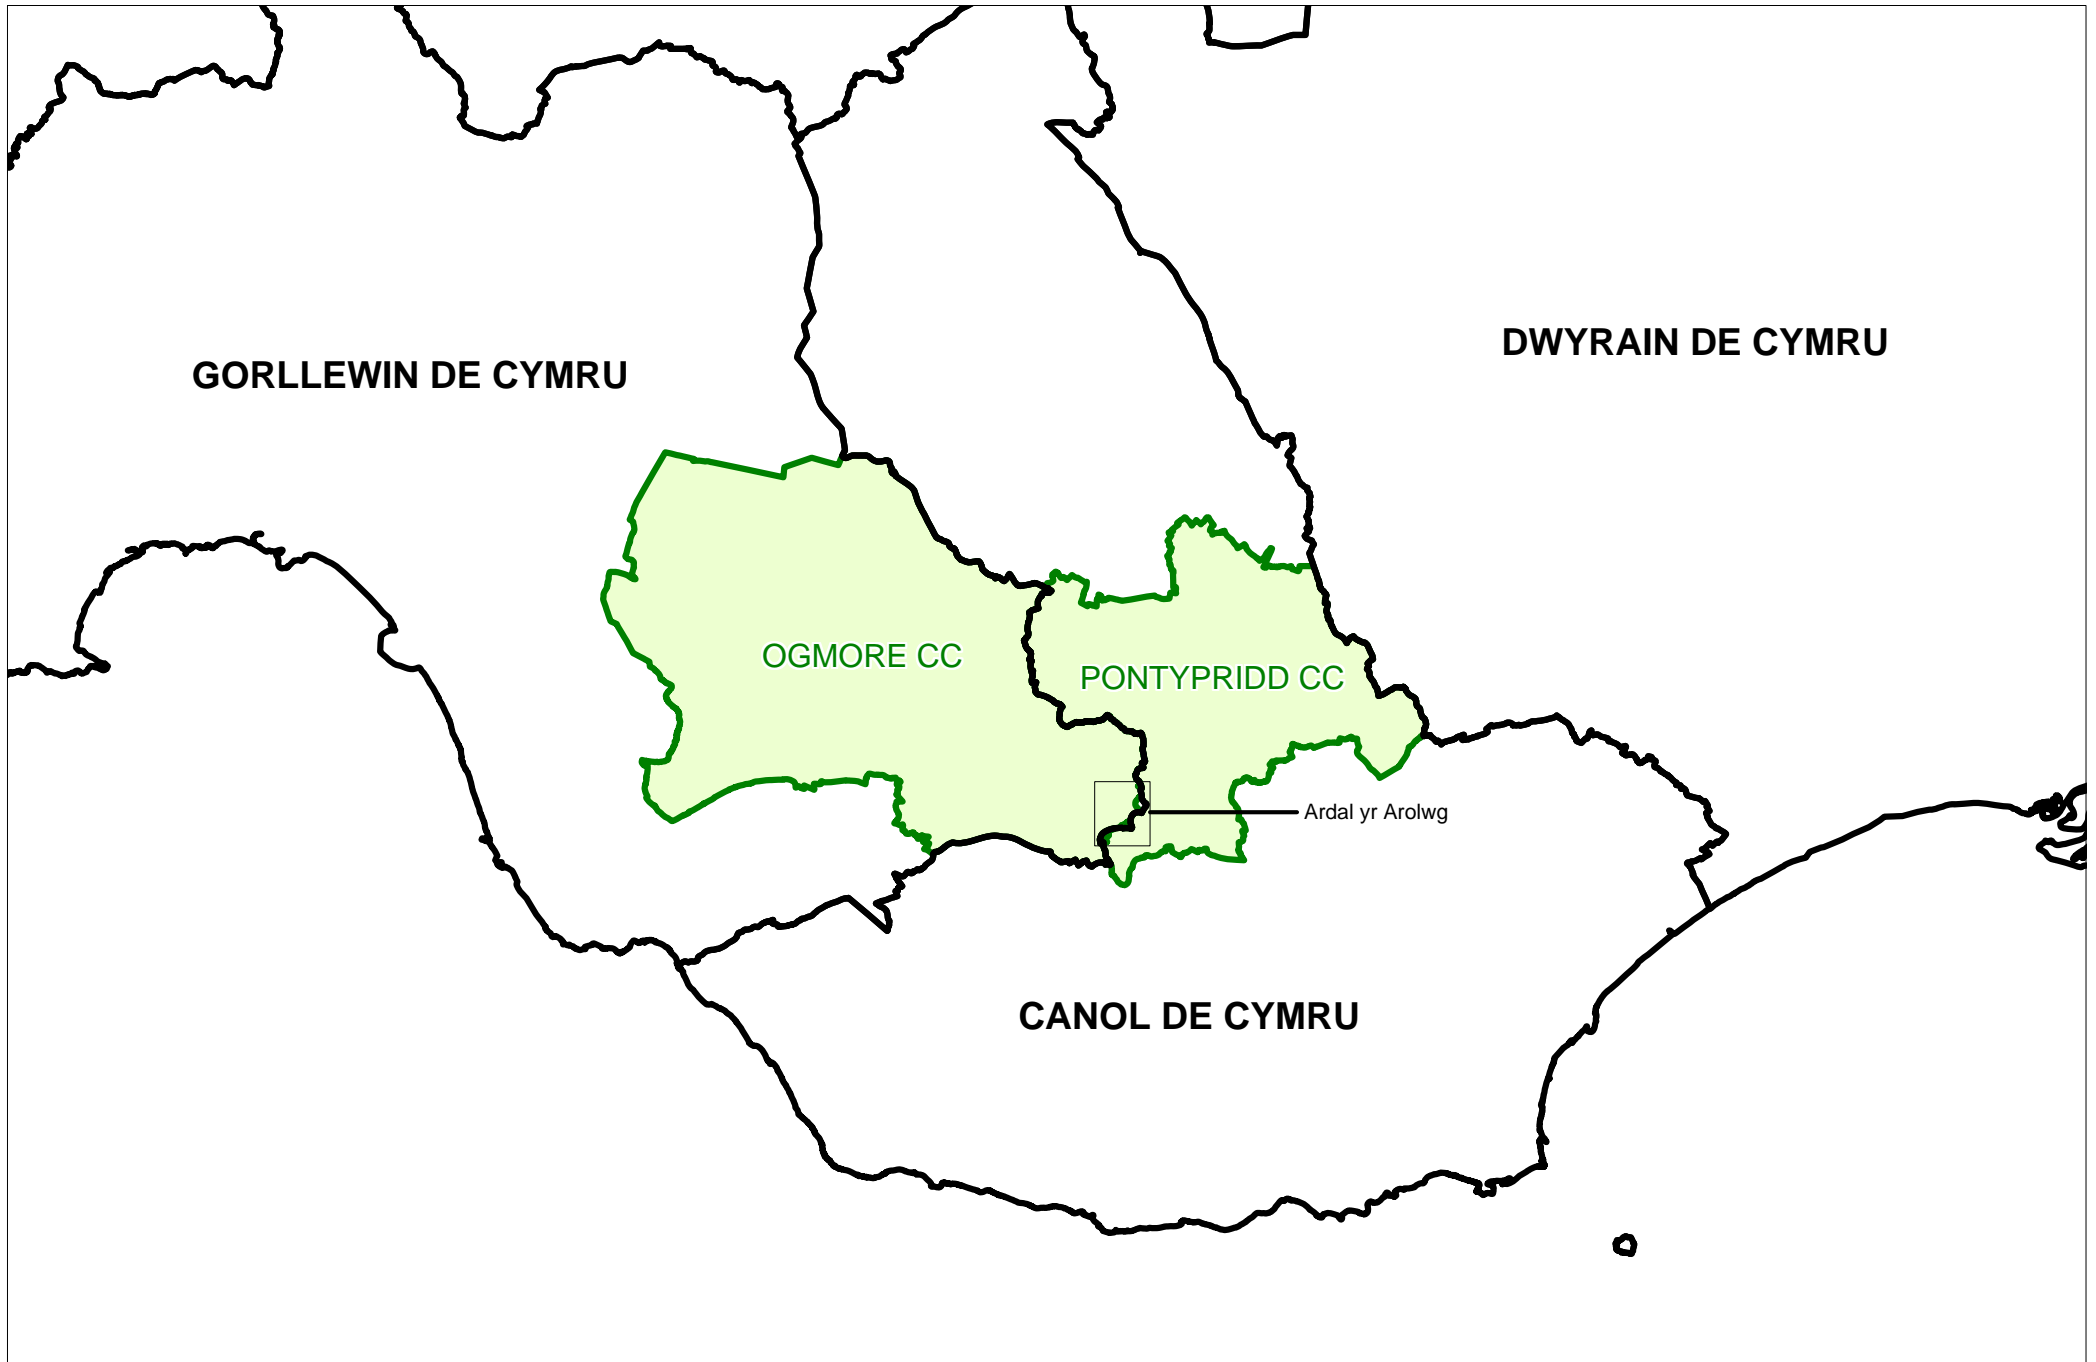 DWYRAIN DE CYMRU
GORLLEWIN DE CYMRU
OGMORE CC
PONTYPRIDD CC
Ardal yr Arolwg
CANOL DE CYMRU